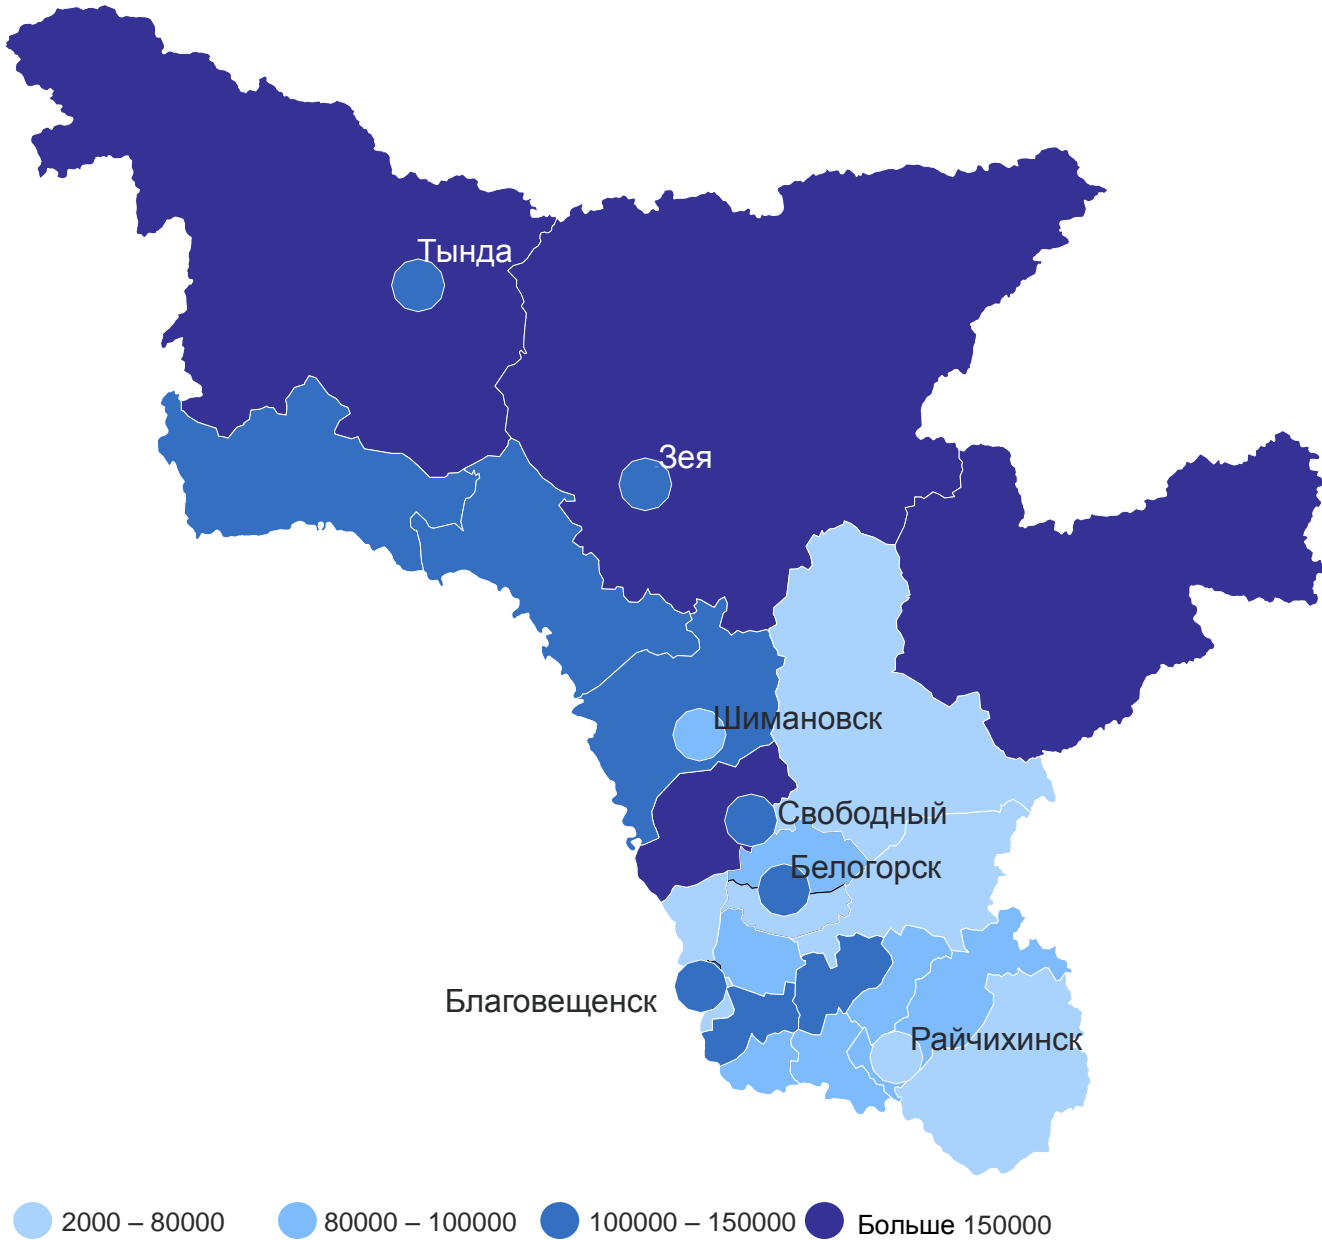 Тында
Зея
Шимановск
Свободный
Белогорск
Благовещенск
Райчихинск
2000 – 80000
80000 – 100000
100000 – 150000
Больше 150000